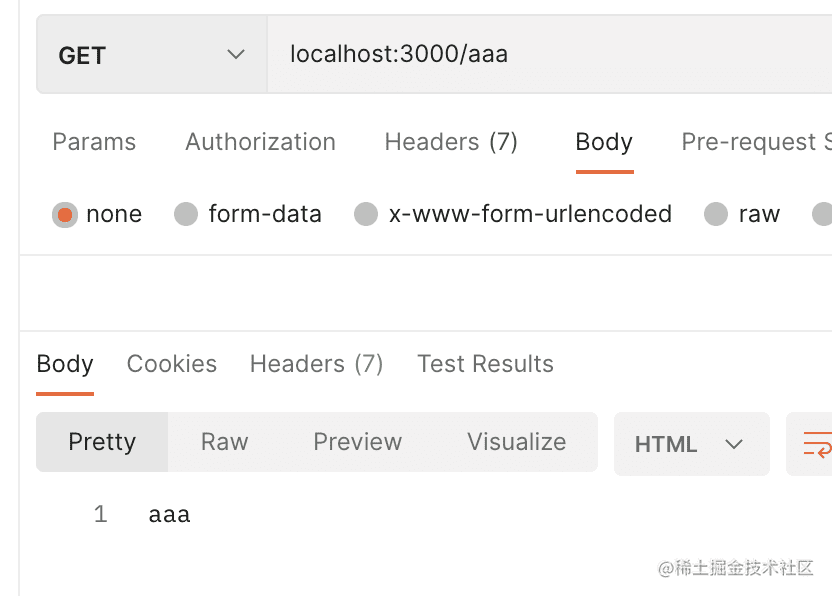 GET localhost:3000/aaa
Params Authorization Headers (7) Body Pre-request S
none form-data x-www-form-urlencoded raw
Body Cookies Headers (7) Test Results
Pretty Raw Preview Visualize HTML
1 aaa
@稀土掘金技术社区